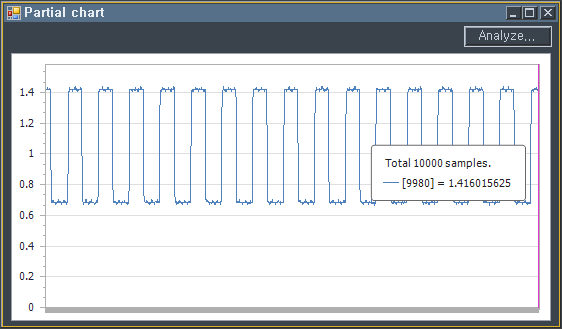 Partial chart
Analyze...
1.4
1.2
1
0.8
0.6
0.4
0.2
0
Total 10000 samples.
[9980] = 1.416015625